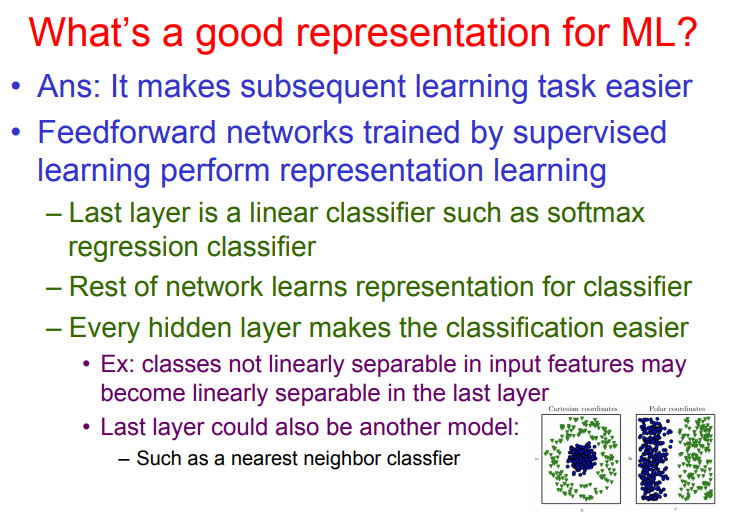 What's a good representation for ML?
• Ans: It makes subsequent learning task easier
• Feedforward networks trained by supervised
learning perform representation learning
– Last layer is a linear classifier such as softmax
regression classifier
– Rest of network learns representation for classifier
– Every hidden layer makes the classification easier
• Ex: classes not linearly separable in input features may
become linearly separable in the last layer
• Last layer could also be another model:
– Such as a nearest neighbor classfier
Cartesian coordinates
Polar coordinates